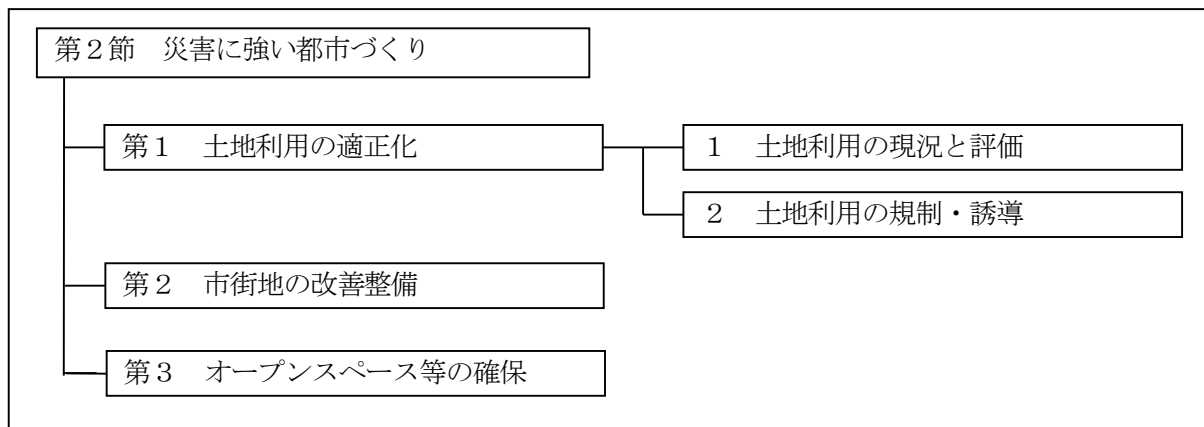 第２節　災害に強い都市づくり
第１　土地利用の適正化
１　土地利用の現況と評価
２　土地利用の規制・誘導
第２　市街地の改善整備
第３　オープンスペース等の確保